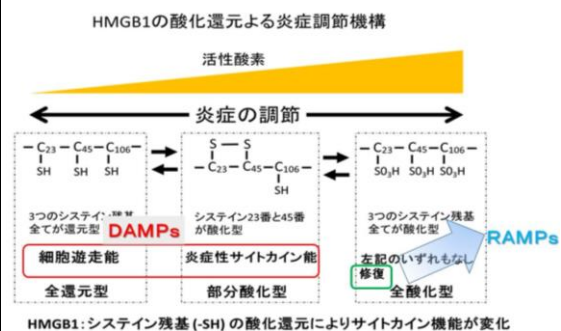 HMGB1の酸化還元よる炎症調節機構
活性酸素
炎症の調節
－C23－C45－C106－
SH SH SH
3つのシステイン残基
全てが還元型
細胞遊走能
全還元型
S－S
－C23－C45－C106－
SH
システイン23番と45番
が酸化型
炎症性サイトカイン能
部分酸化型
－C23－C45－C106－
SO3H SO3H SO3H
3つのシステイン残基
全てが酸化型
左記のいずれもなし
修復
全酸化型
DAMPs
RAMPs
HMGB1：システイン残基(-SH)の酸化還元によりサイトカイン機能が変化